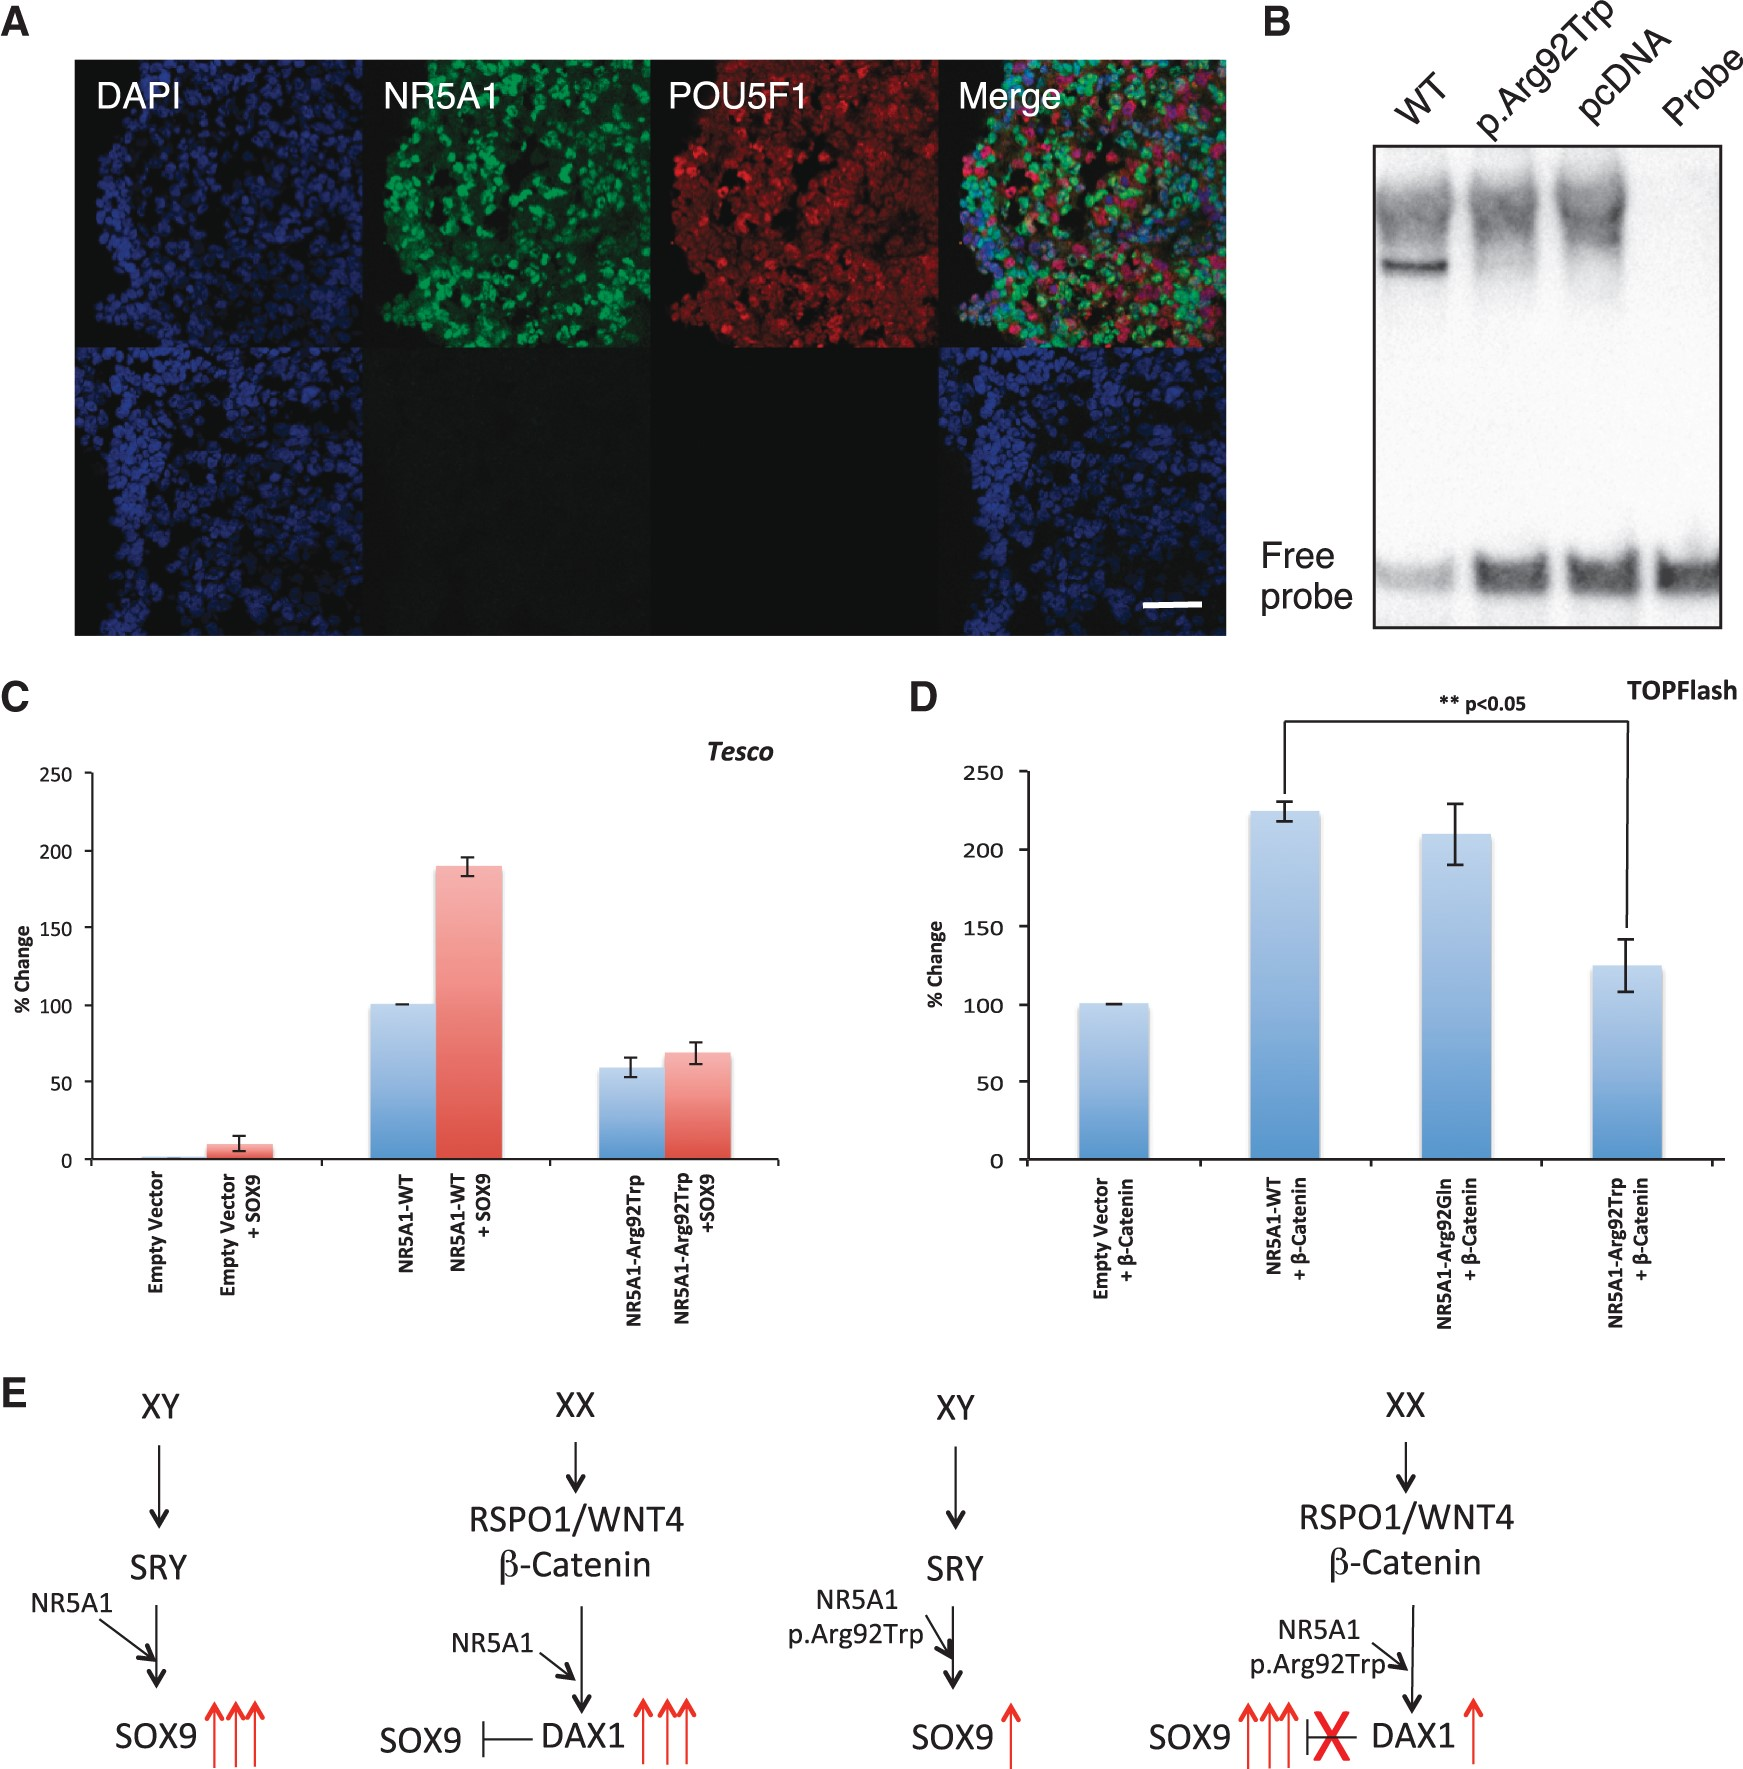 A
DAPI
NR5A1
POU5F1
Merge
B
WT
p.Arg92Trp
pcDNA
Probe
Free
probe
C
Tesco
% Change
250
200
150
100
50
0
Empty Vector
Empty Vector
+ SOX9
NR5A1-WT
NR5A1-WT
+ SOX9
NR5A1-Arg92Trp
NR5A1-Arg92Trp
+SOX9
D
TOPFlash
** p<0.05
% Change
250
200
150
100
50
0
Empty Vector
+ β-Catenin
NR5A1-WT
+ β-Catenin
NR5A1-Arg92Gln
+ β-Catenin
NR5A1-Arg92Trp
+ β-Catenin
E
XY
SRY
NR5A1
SOX9
XX
RSPO1/WNT4
β-Catenin
NR5A1
SOX9
DAX1
XY
SRY
NR5A1
p.Arg92Trp
SOX9
XX
RSPO1/WNT4
β-Catenin
NR5A1
p.Arg92Trp
SOX9
X
DAX1